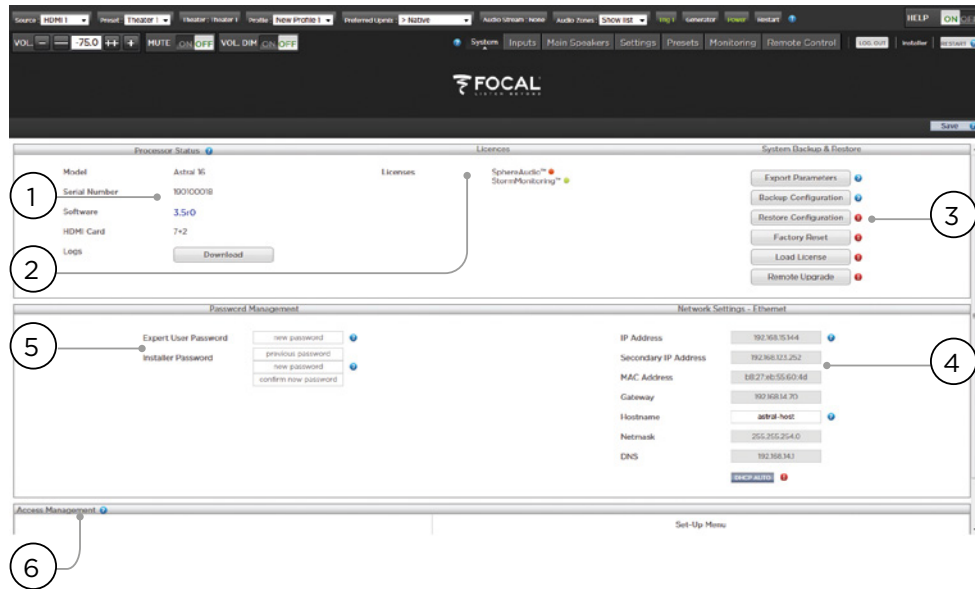 Source: HDMI 1 Preset: Theater 1 Theater: Theater 1 Profile New Profile 1 Preferred Upmix: > Native Audio Stream: None Audio Zones: Show list Trig 1 Generator Power Restart HELP ON
VOL. -75.0 MUTE ON OFF VOL. DIM ON OFF System Inputs Main Speakers Settings Presets Monitoring Remote Control LOG OUT Installer RESTART
FOCAL
LISTEN BEYOND
Save
Processor Status Licences System Backup & Restore
Model Astral 16 Licenses SphereAudio™
StormMonitoring™
Export Parameters
1 Serial Number 190100018
Backup Configuration
Software 3.5r0
Restore Configuration 3
HDMI Card 7+2
Factory Reset
Logs Download
Load License
2
Remote Upgrade
Password Management Network Settings - Ethernet
5 Expert User Password new password
Installer Password previous password
new password
confirm new password
IP Address 192.168.15.144
Secondary IP Address 192.168.123.252
4
MAC Address b8:27:eb:55:60:4d
Gateway 192.168.14.70
Hostname astral-host
Netmask 255.255.254.0
DNS 192.168.14.1
DHCP AUTO
Access Management
Set-Up Menu
6